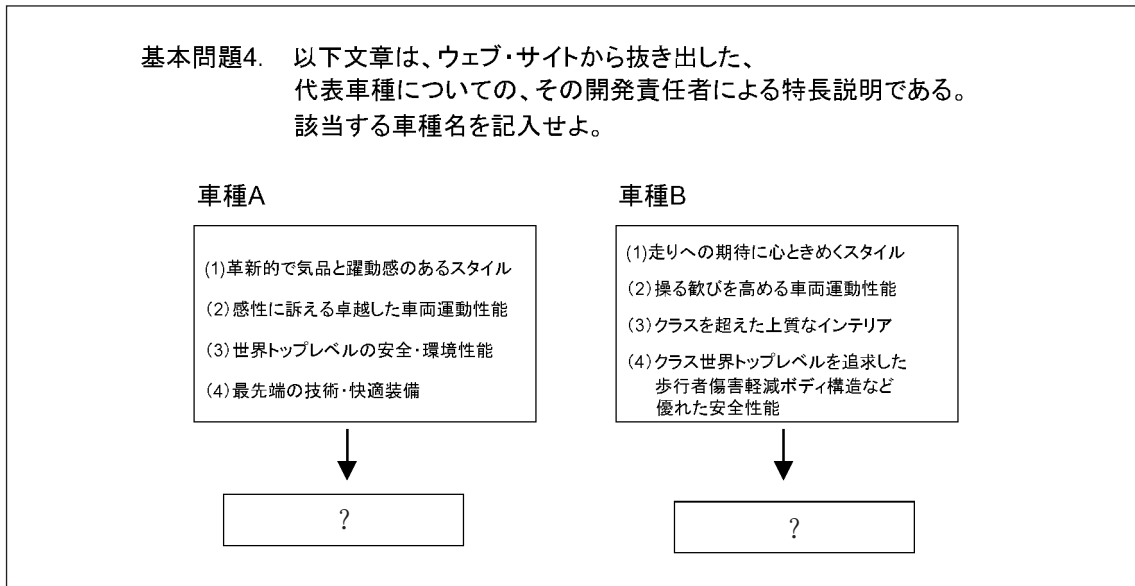 基本問題4. 以下文章は、ウェブ・サイトから抜き出した、
代表車種についての、その開発責任者による特長説明である。
該当する車種名を記入せよ。
車種A
(1)革新的で気品と躍動感のあるスタイル
(2)感性に訴える卓越した車両運動性能
(3)世界トップレベルの安全・環境性能
(4)最先端の技術・快適装備
?
車種B
(1)走りへの期待に心ときめくスタイル
(2)操る歓びを高める車両運動性能
(3)クラスを超えた上質なインテリア
(4)クラス世界トップレベルを追求した
歩行者傷害軽減ボディ構造など
優れた安全性能
?